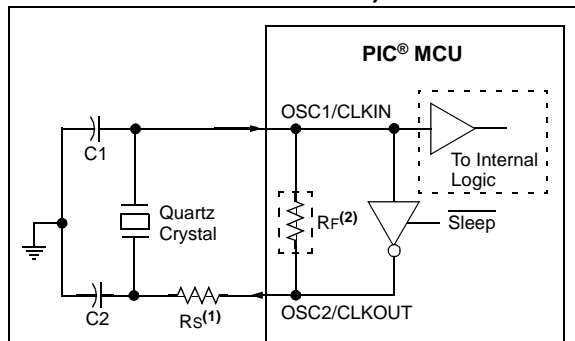 PIC® MCU
OSC1/CLKIN
C1
To Internal
Logic
Quartz
Crystal
RF(2)
Sleep
C2
RS(1)
OSC2/CLKOUT